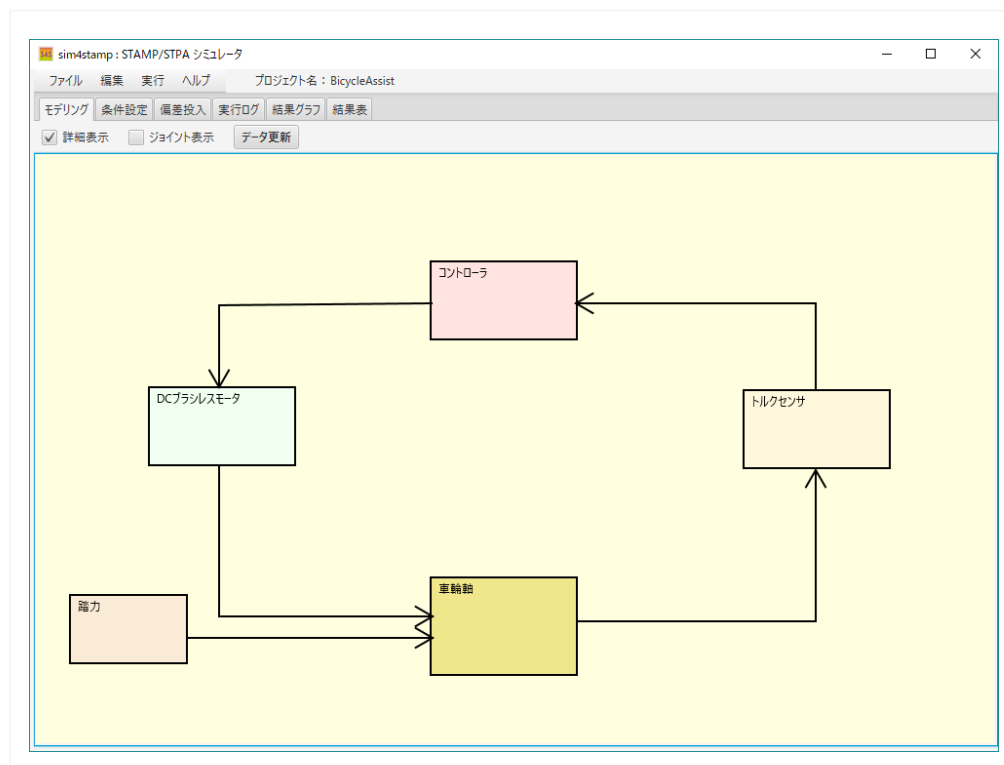 S4S sim4stamp : STAMP/STPA シミュレータ
ファイル 編集 実行 ヘルプ プロジェクト名： BicycleAssist
モデリング 条件設定 偏差投入 実行ログ 結果グラフ 結果表
詳細表示 ジョイント表示 データ更新
コントローラ
DCブラシレスモータ
トルクセンサ
車輪軸
踏力